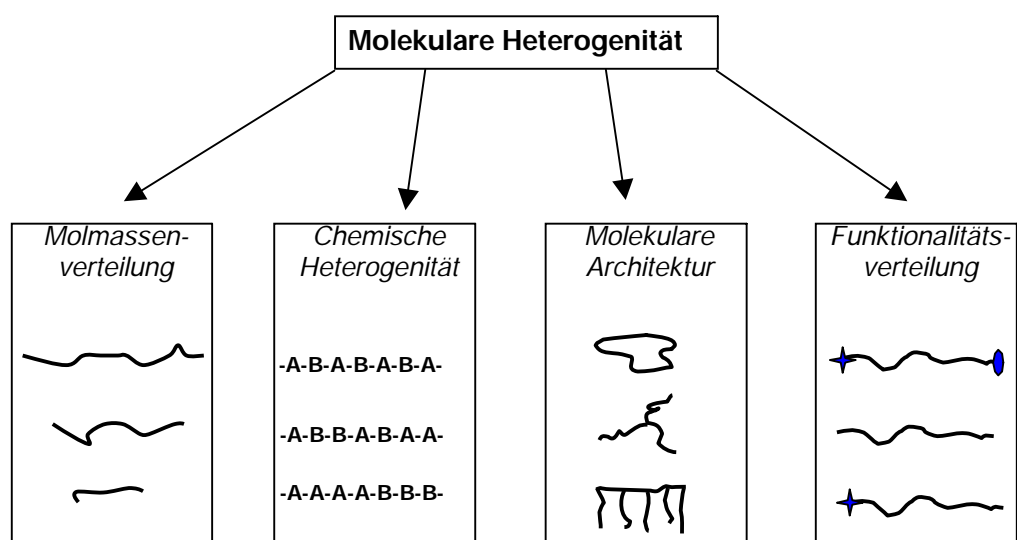 Molekulare Heterogenität
Molmassen-
verteilung
Chemische
Heterogenität
-A-B-A-B-A-B-A-
-A-B-B-A-B-A-A-
-A-A-A-A-B-B-B-
Molekulare
Architektur
Funktionalitäts-
verteilung